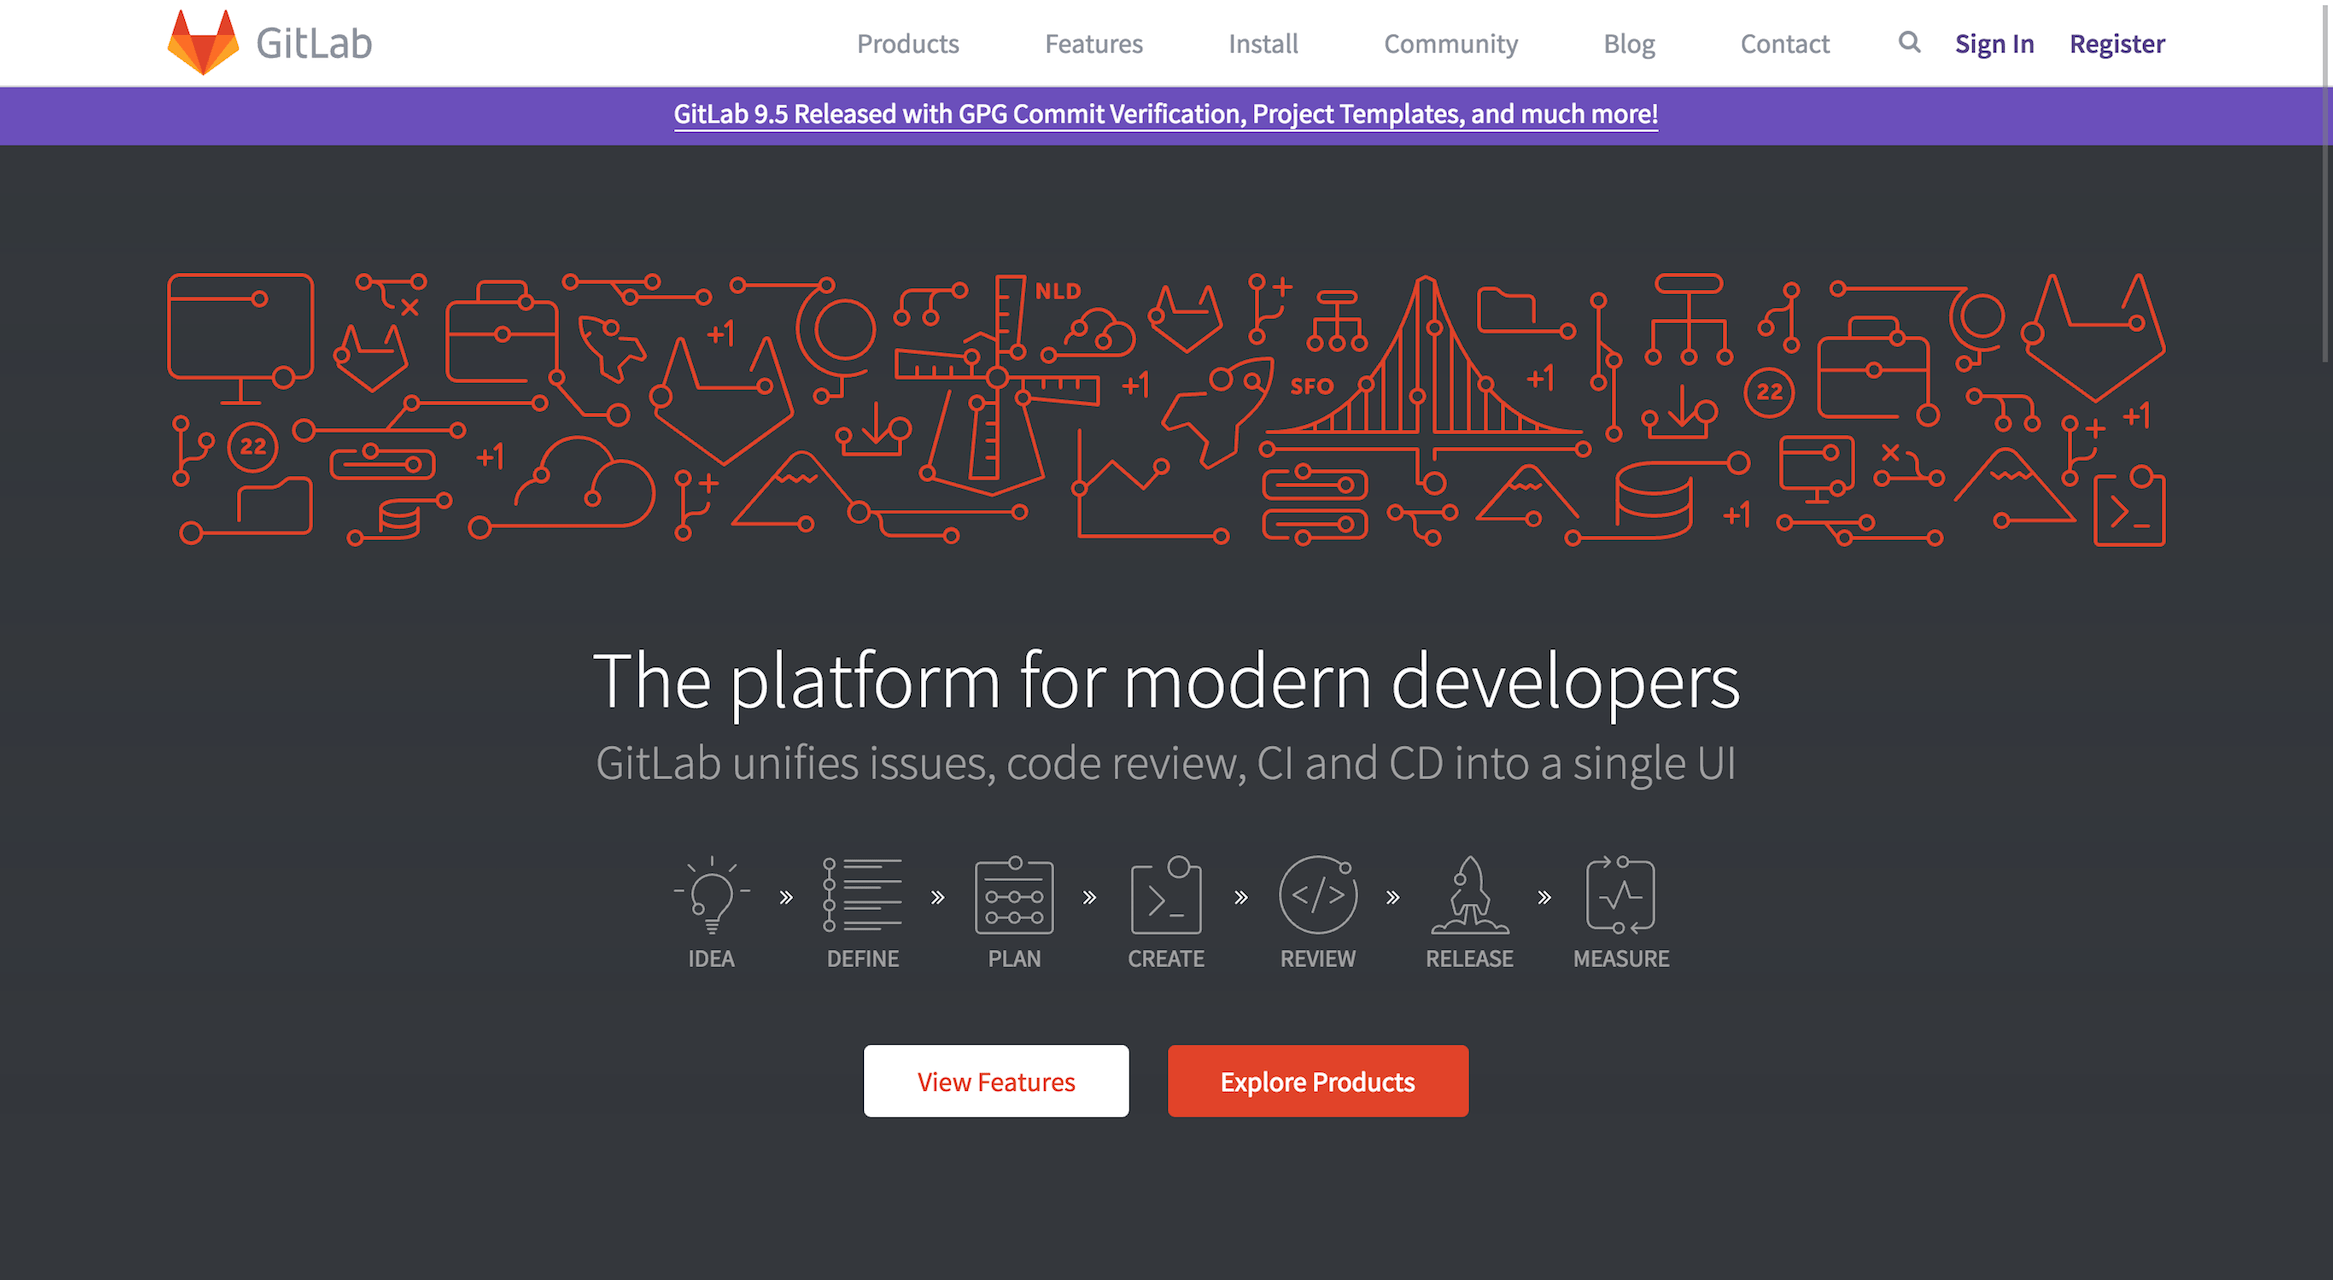 GitLab
Products Features Install Community Blog Contact Sign In Register
GitLab 9.5 Released with GPG Commit Verification, Project Templates, and much more!
NLD
+1
+1
SFO
+1
22
22
+1
+1
+1
The platform for modern developers
GitLab unifies issues, code review, CI and CD into a single UI
IDEA » DEFINE » PLAN » CREATE » REVIEW » RELEASE » MEASURE
View Features Explore Products